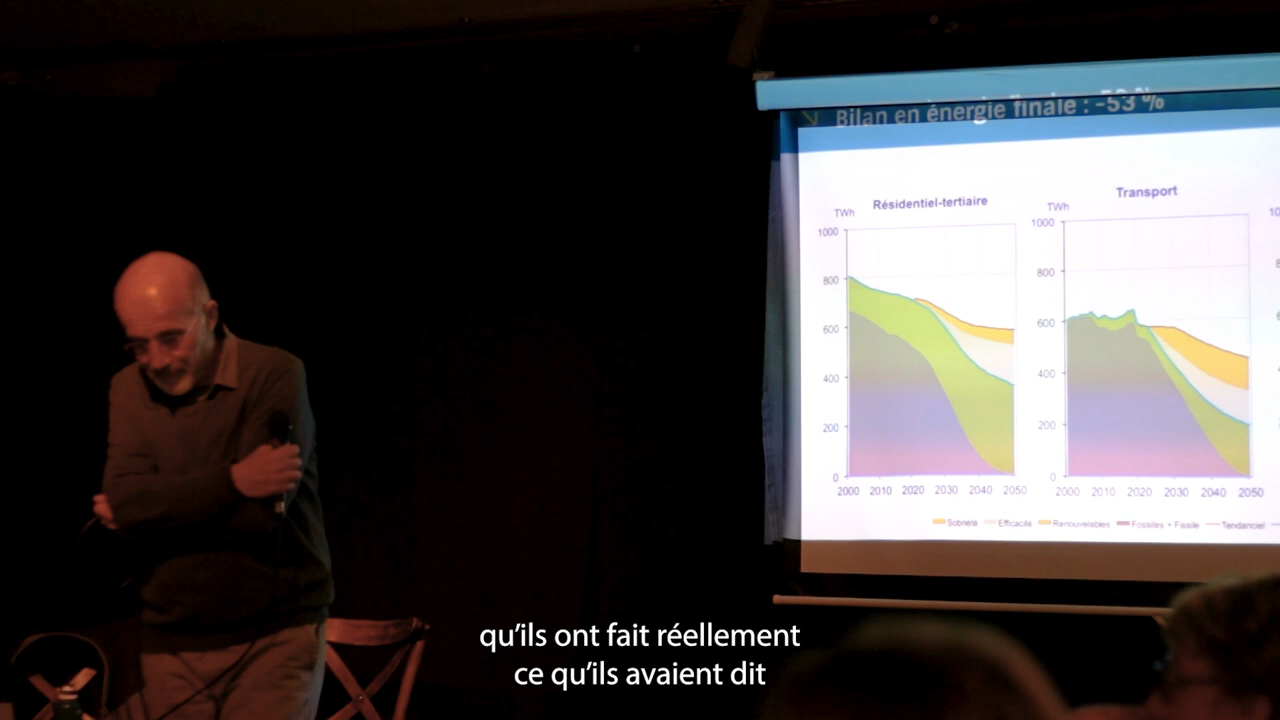 Bilan en énergie finale : -53 %
Résidentiel-tertiaire
TWh
1000
800
600
400
200
0
2000 2010 2020 2030 2040 2050
Transport
TWh
1000
800
600
400
200
0
2000 2010 2020 2030 2040 2050
10
Sobriété Efficacité Renouvelables Fossiles + Fissile Tendanciel
qu'ils ont fait réellement
ce qu'ils avaient dit